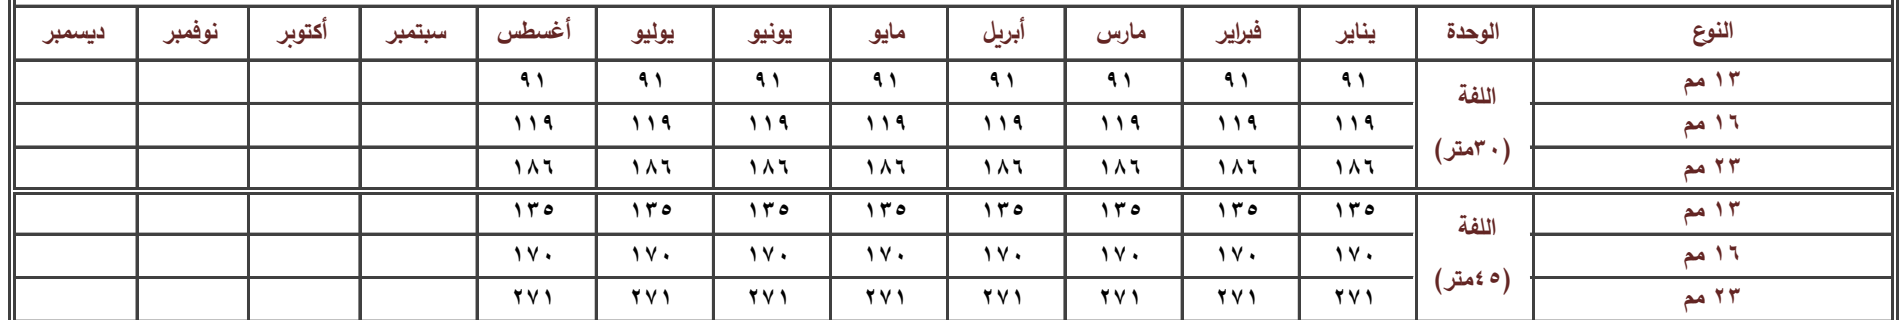 النوع الوحدة يناير فبراير مارس أبريل مايو يونيو يوليو أغسطس سبتمبر أكتوبر نوفمبر ديسمبر
١٣ مم اللفة ٩١ ٩١ ٩١ ٩١ ٩١ ٩١ ٩١ ٩١
١٦ مم ١١٩ ١١٩ ١١٩ ١١٩ ١١٩ ١١٩ ١١٩ ١١٩
٢٣ مم (٣٠متر) ١٨٦ ١٨٦ ١٨٦ ١٨٦ ١٨٦ ١٨٦ ١٨٦ ١٨٦
١٣ مم اللفة ١٣٥ ١٣٥ ١٣٥ ١٣٥ ١٣٥ ١٣٥ ١٣٥ ١٣٥
١٦ مم ١٧٠ ١٧٠ ١٧٠ ١٧٠ ١٧٠ ١٧٠ ١٧٠ ١٧٠
٢٣ مم (٤٥متر) ٢٧١ ٢٧١ ٢٧١ ٢٧١ ٢٧١ ٢٧١ ٢٧١ ٢٧١